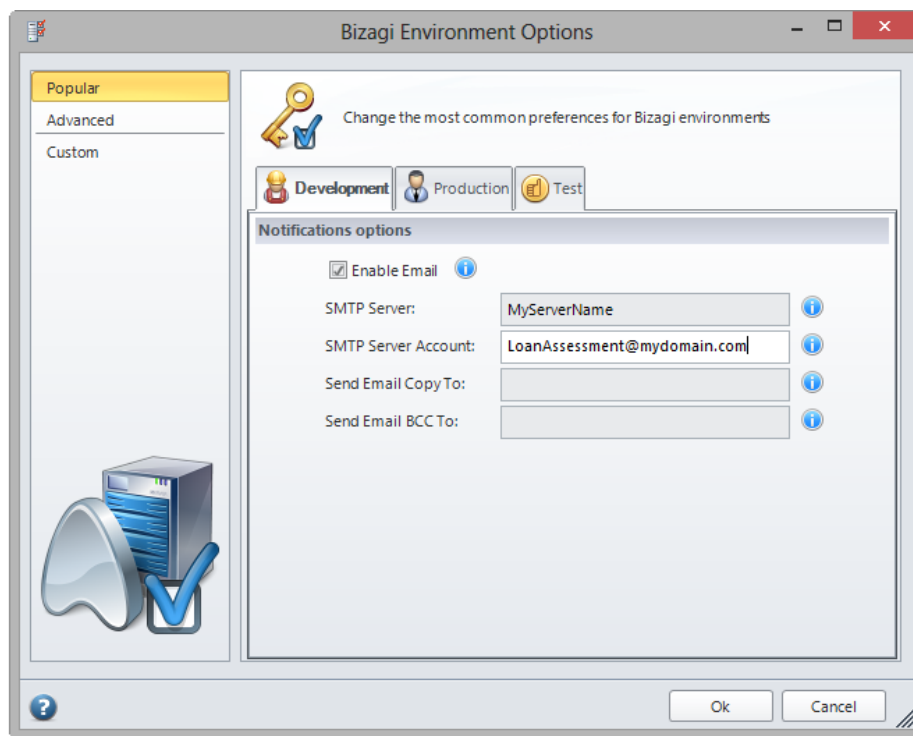 Bizagi Environment Options
Popular
Advanced
Custom
Change the most common preferences for Bizagi environments
Development Production Test
Notifications options
Enable Email
SMTP Server: MyServerName
SMTP Server Account: LoanAssessment@mydomain.com
Send Email Copy To:
Send Email BCC To:
Ok Cancel